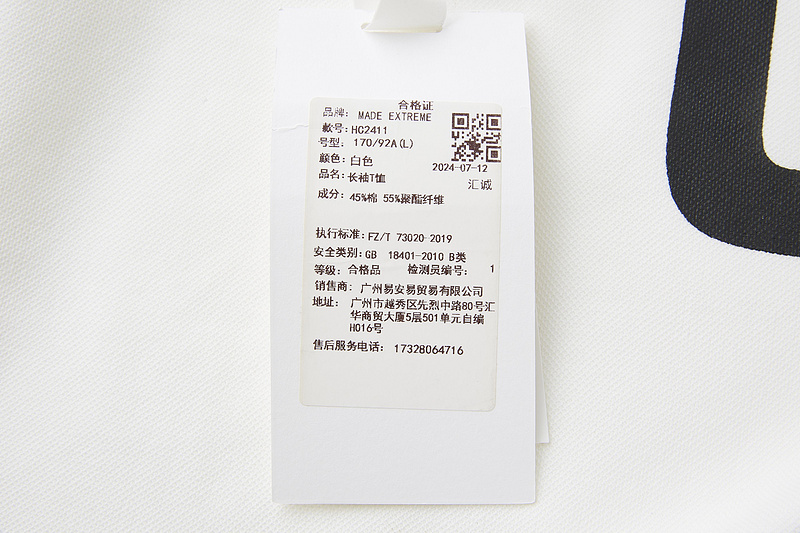 合格证
品牌: MADE EXTREME
款号:HC2411
号型: 170/92A(L)
颜色:白色
2024-07-12
品名:长袖T恤
汇诚
成分: 45%棉 55%聚酯纤维
执行标准:FZ/T 73020-2019
安全类别:GB 18401-2010 B类
等级: 合格品 检测员编号: 1
销售商: 广州易安易贸易有限公司
地址: 广州市越秀区先烈中路80号汇
华商贸大厦5层501单元自编
H016号
售后服务电话: 17328064716